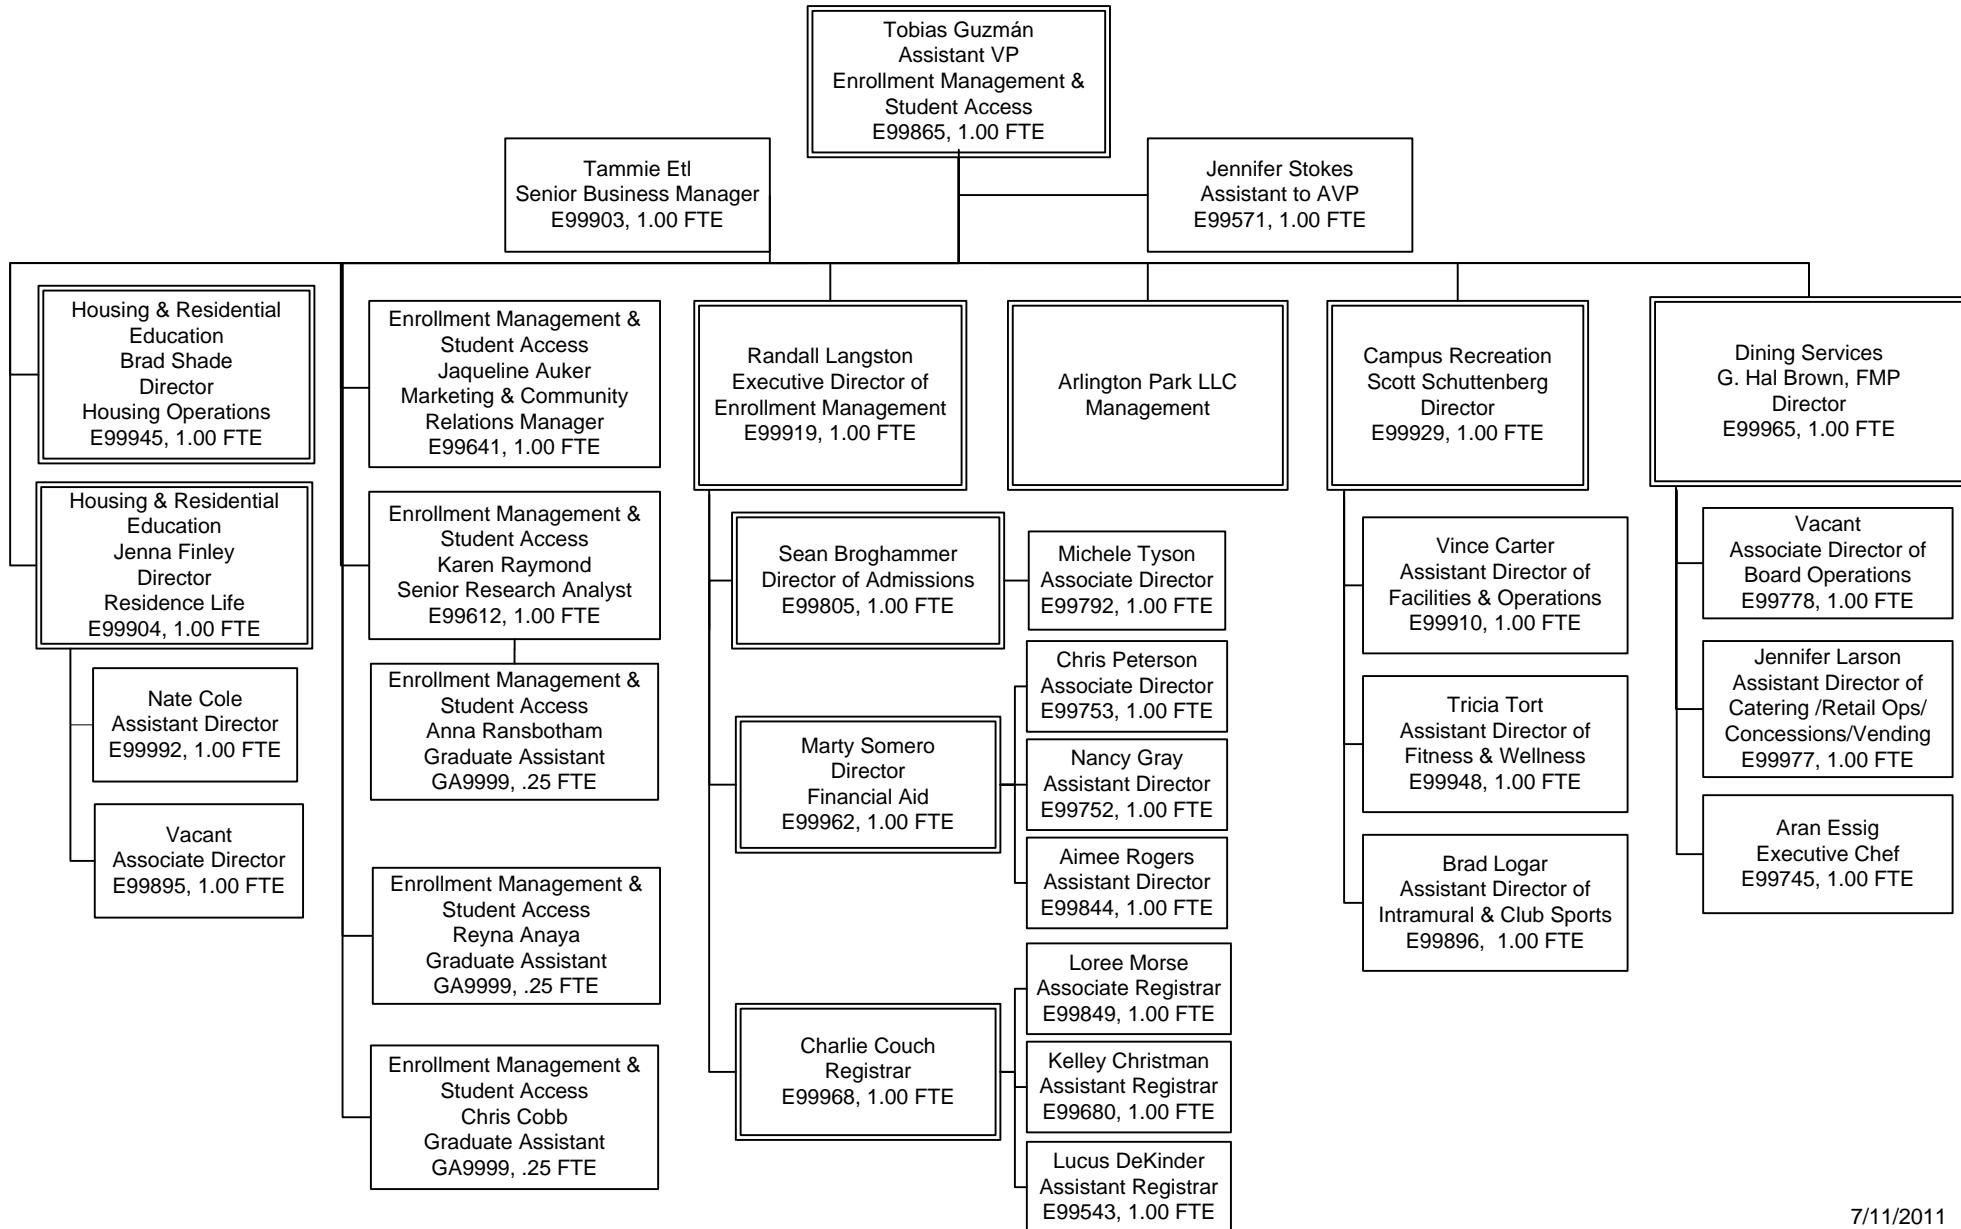 Tobias Guzmán
Assistant VP
Enrollment Management &
Student Access
E99865, 1.00 FTE
Tammie Etl
Senior Business Manager
E99903, 1.00 FTE
Jennifer Stokes
Assistant to AVP
E99571, 1.00 FTE
Housing & Residential
Education
Brad Shade
Director
Housing Operations
E99945, 1.00 FTE
Housing & Residential
Education
Jenna Finley
Director
Residence Life
E99904, 1.00 FTE
Nate Cole
Assistant Director
E99992, 1.00 FTE
Vacant
Associate Director
E99895, 1.00 FTE
Enrollment Management &
Student Access
Jaqueline Auker
Marketing & Community
Relations Manager
E99641, 1.00 FTE
Enrollment Management &
Student Access
Karen Raymond
Senior Research Analyst
E99612, 1.00 FTE
Enrollment Management &
Student Access
Anna Ransbotham
Graduate Assistant
GA9999, .25 FTE
Enrollment Management &
Student Access
Reyna Anaya
Graduate Assistant
GA9999, .25 FTE
Enrollment Management &
Student Access
Chris Cobb
Graduate Assistant
GA9999, .25 FTE
Randall Langston
Executive Director of
Enrollment Management
E99919, 1.00 FTE
Sean Broghammer
Director of Admissions
E99805, 1.00 FTE
Michele Tyson
Associate Director
E99792, 1.00 FTE
Marty Somero
Director
Financial Aid
E99962, 1.00 FTE
Chris Peterson
Associate Director
E99753, 1.00 FTE
Nancy Gray
Assistant Director
E99752, 1.00 FTE
Aimee Rogers
Assistant Director
E99844, 1.00 FTE
Charlie Couch
Registrar
E99968, 1.00 FTE
Loree Morse
Associate Registrar
E99849, 1.00 FTE
Kelley Christman
Assistant Registrar
E99680, 1.00 FTE
Lucus DeKinder
Assistant Registrar
E99543, 1.00 FTE
Arlington Park LLC
Management
Campus Recreation
Scott Schuttenberg
Director
E99929, 1.00 FTE
Vince Carter
Assistant Director of
Facilities & Operations
E99910, 1.00 FTE
Tricia Tort
Assistant Director of
Fitness & Wellness
E99948, 1.00 FTE
Brad Logar
Assistant Director of
Intramural & Club Sports
E99896, 1.00 FTE
Dining Services
G. Hal Brown, FMP
Director
E99965, 1.00 FTE
Vacant
Associate Director of
Board Operations
E99778, 1.00 FTE
Jennifer Larson
Assistant Director of
Catering /Retail Ops/
Concessions/Vending
E99977, 1.00 FTE
Aran Essig
Executive Chef
E99745, 1.00 FTE
7/11/2011